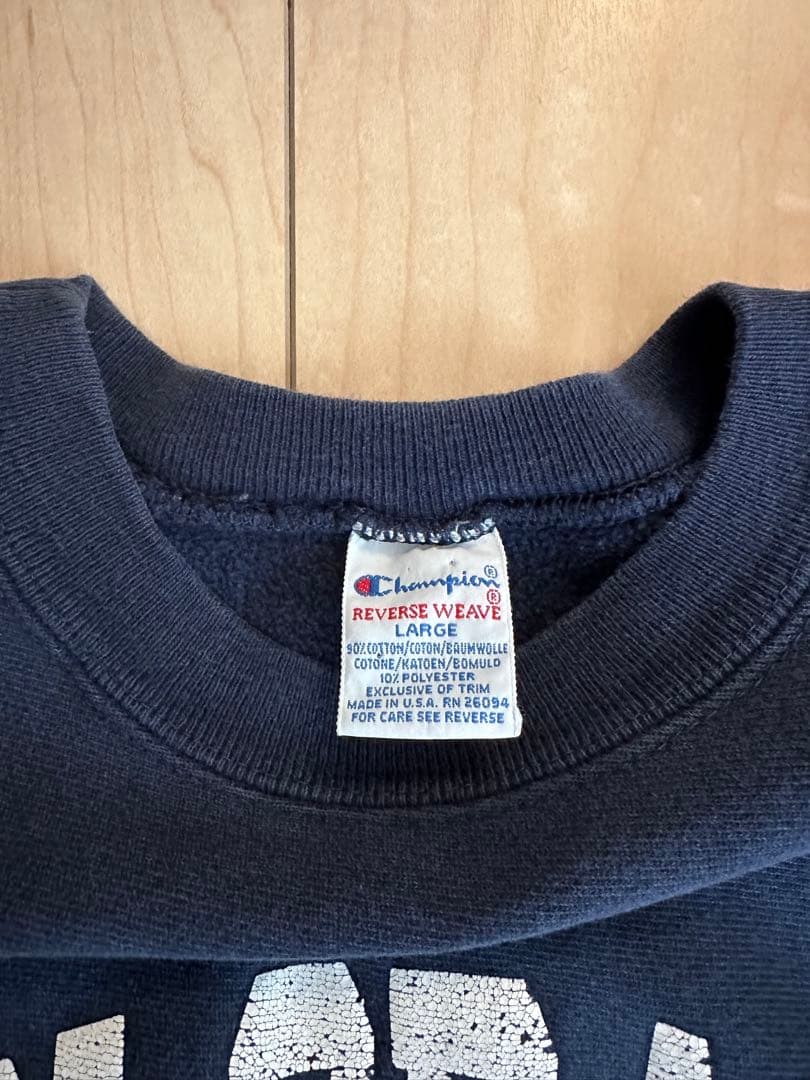 Champion®
REVERSE WEAVE®
LARGE
90% COTTON/COTON/BAUMWOLLE
COTONE/KATOEN/BOMULD
10% POLYESTER
EXCLUSIVE OF TRIM
MADE IN U.S.A. RN 26094
FOR CARE SEE REVERSE